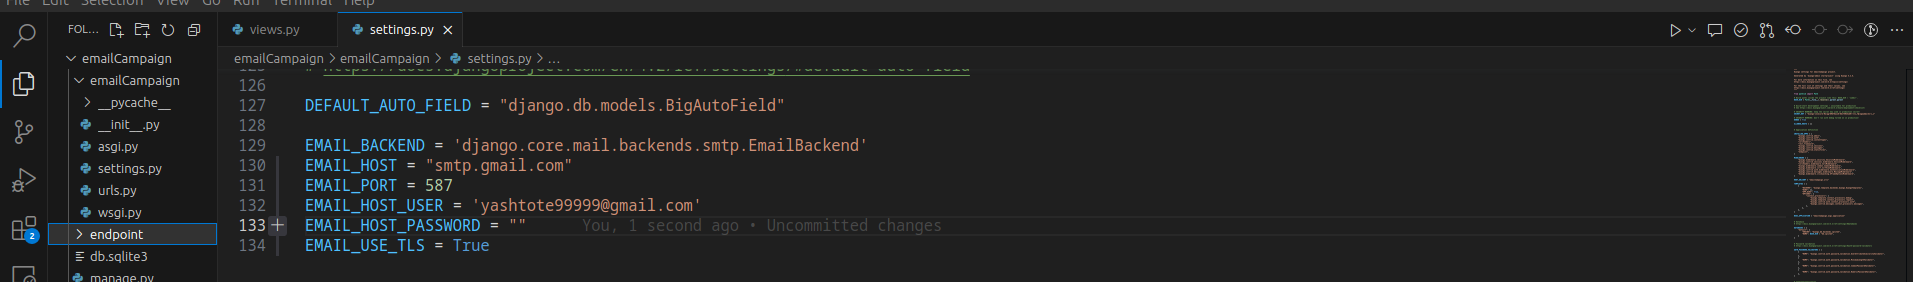 File Edit Selection View Go Run Terminal Help
FOL...
views.py
settings.py
emailCampaign
emailCampaign
__pycache__
__init__.py
asgi.py
settings.py
urls.py
wsgi.py
endpoint
db.sqlite3
manage.py
2
emailCampaign > emailCampaign > settings.py > ...
126
127 DEFAULT_AUTO_FIELD = "django.db.models.BigAutoField"
128
129 EMAIL_BACKEND = 'django.core.mail.backends.smtp.EmailBackend'
130 EMAIL_HOST = "smtp.gmail.com"
131 EMAIL_PORT = 587
132 EMAIL_HOST_USER = 'yashtote99999@gmail.com'
133 EMAIL_HOST_PASSWORD = "" You, 1 second ago • Uncommitted changes
134 EMAIL_USE_TLS = True